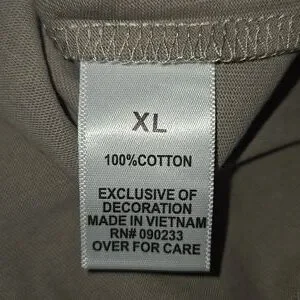 XL
100%COTTON
EXCLUSIVE OF
DECORATION
MADE IN VIETNAM
RN# 090233
OVER FOR CARE